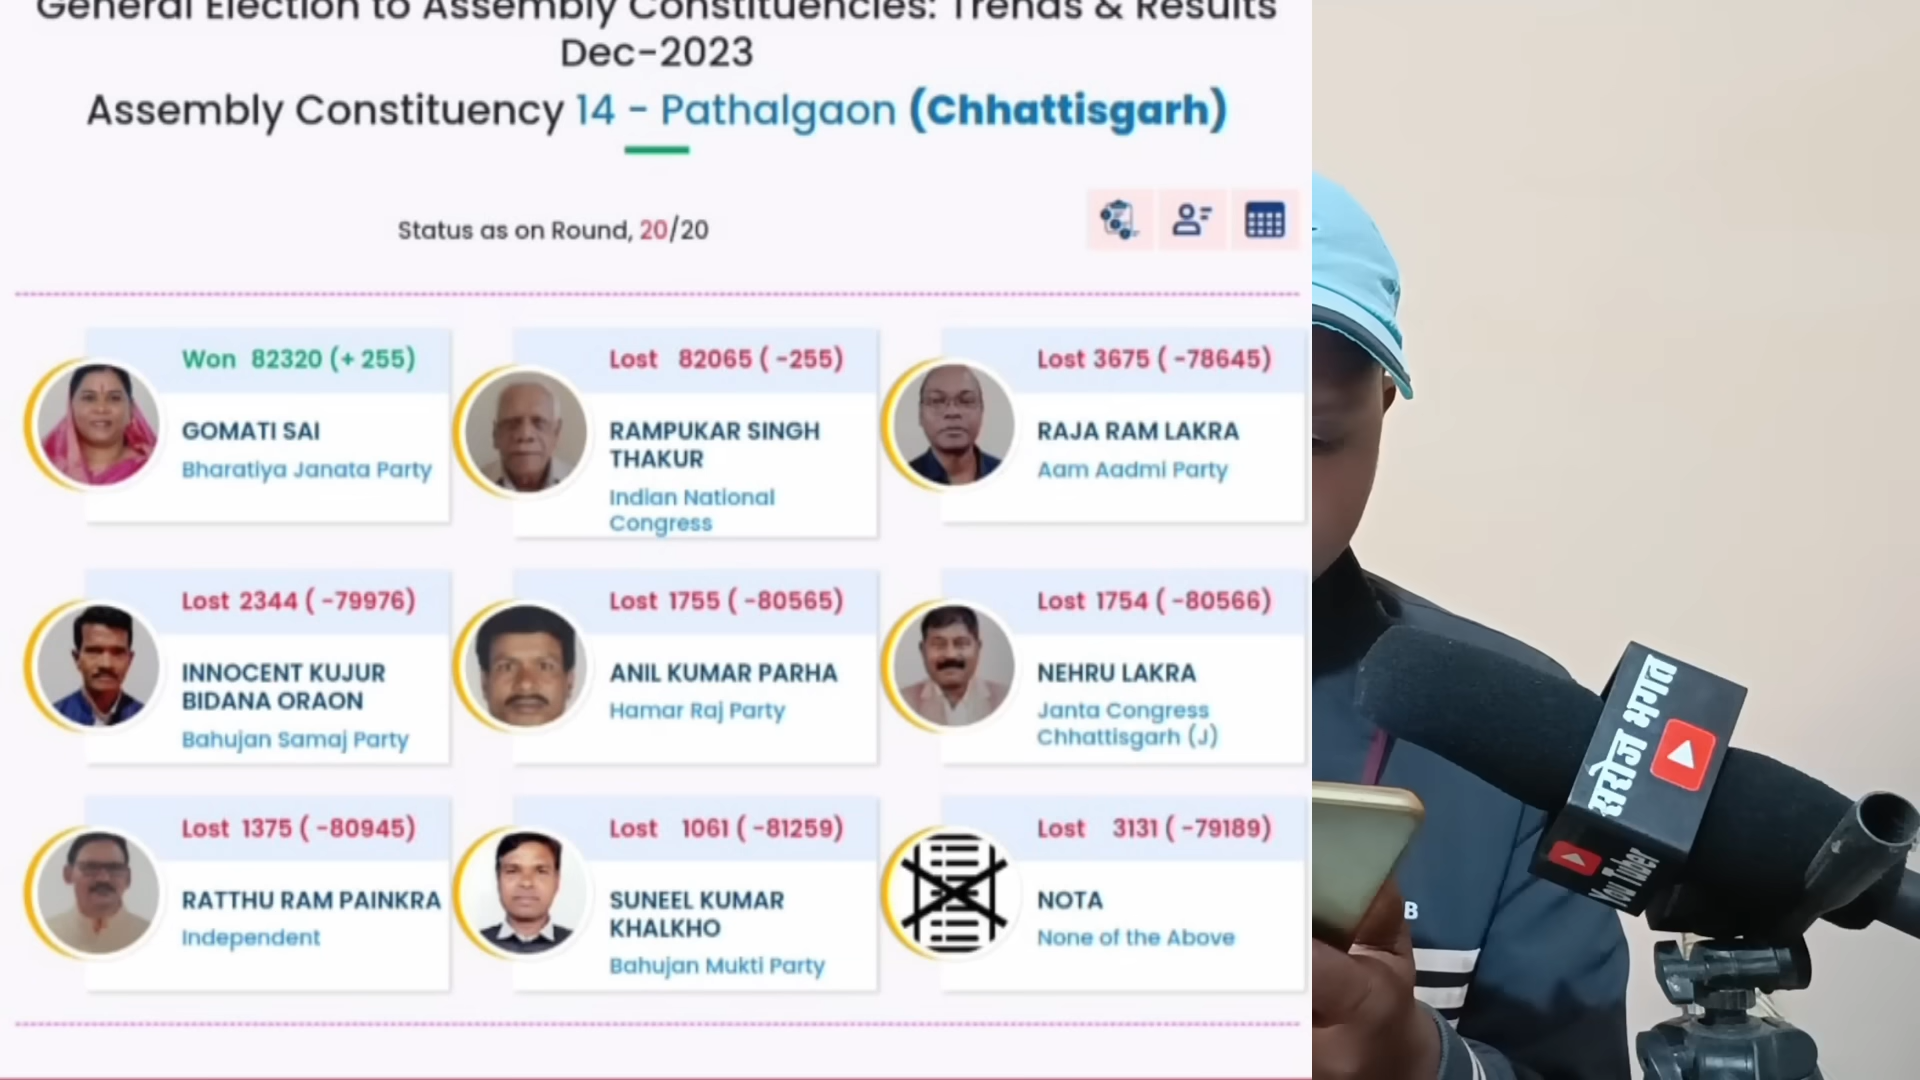 General Election to Assembly Constituencies: Trends & Results
Dec-2023
Assembly Constituency 14 - Pathalgaon (Chhattisgarh)
Status as on Round, 20/20
Won 82320 (+ 255)
GOMATI SAI
Bharatiya Janata Party
Lost 82065 ( -255)
RAMPUKAR SINGH
THAKUR
Indian National
Congress
Lost 3675 ( -78645)
RAJA RAM LAKRA
Aam Aadmi Party
Lost 2344 ( -79976)
INNOCENT KUJUR
BIDANA ORAON
Bahujan Samaj Party
Lost 1755 ( -80565)
ANIL KUMAR PARHA
Hamar Raj Party
Lost 1754 ( -80566)
NEHRU LAKRA
Janta Congress
Chhattisgarh (J)
Lost 1375 ( -80945)
RATTHU RAM PAINKRA
Independent
Lost 1061 ( -81259)
SUNEEL KUMAR
KHALKHO
Bahujan Mukti Party
Lost 3131 ( -79189)
NOTA
None of the Above
सरोज भगत
YouTuber
B